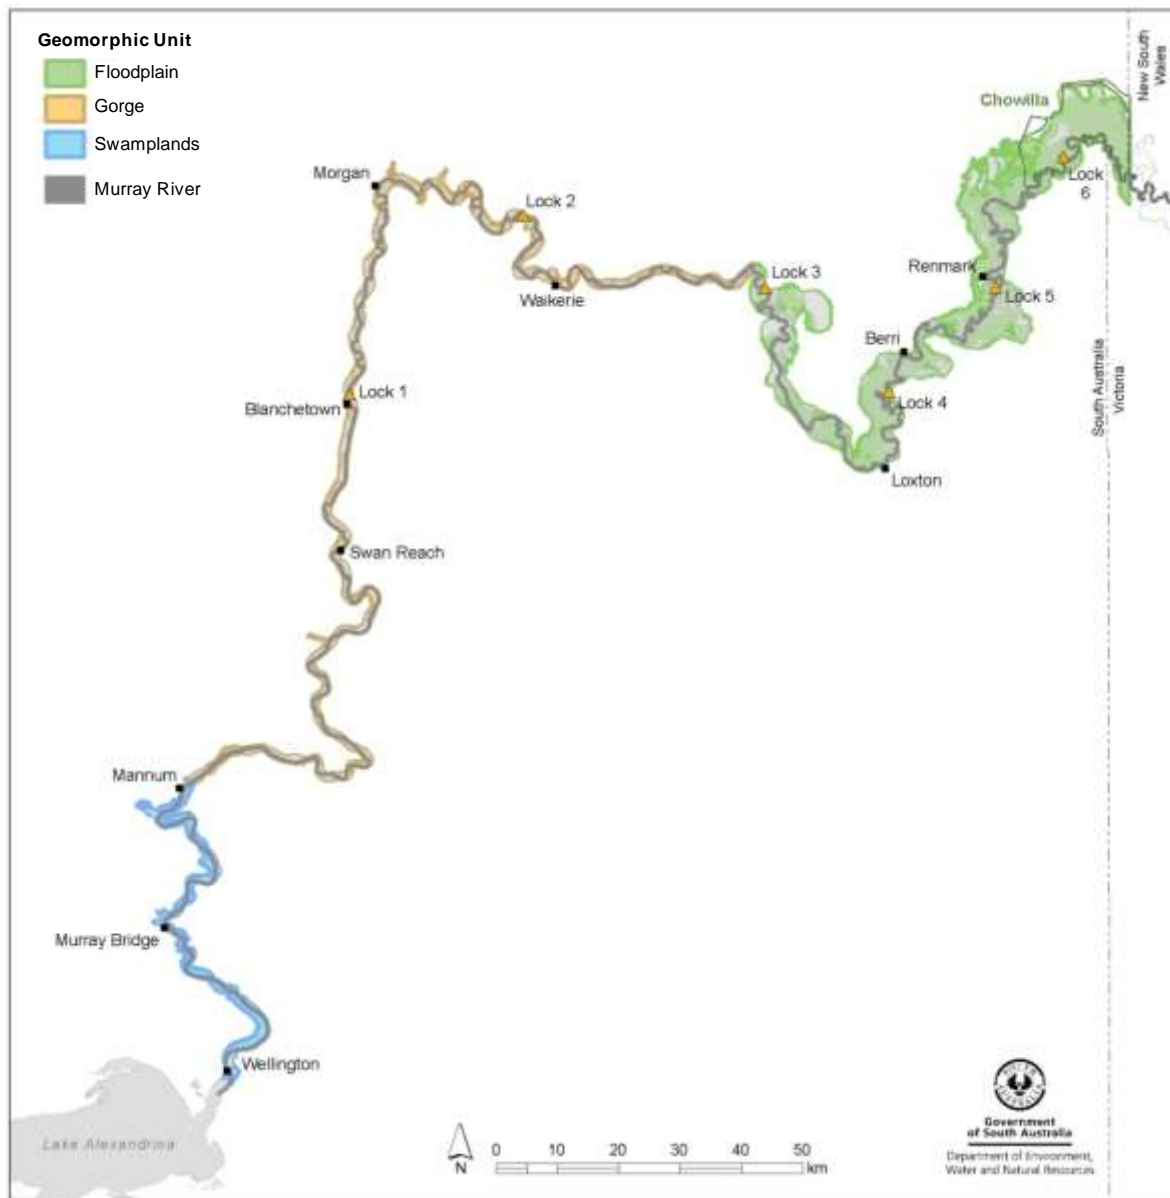 Geomorphic Unit
Floodplain
Gorge
Swamplands
Murray River
New South
Wales
Chowilla
Lock
6
Morgan
Lock 2
Lock 3
Renmark
Waikerie
Lock 5
Berri
South Australia
Victoria
Lock 1
Blanchetown
Lock 4
Loxton
Swan Reach
Mannum
Murray Bridge
Wellington
Lake Alexandrina
N
0 10 20 30 40 50
km
SOUTH
AUSTRALIA
Government
of South Australia
Department of Environment,
Water and Natural Resources